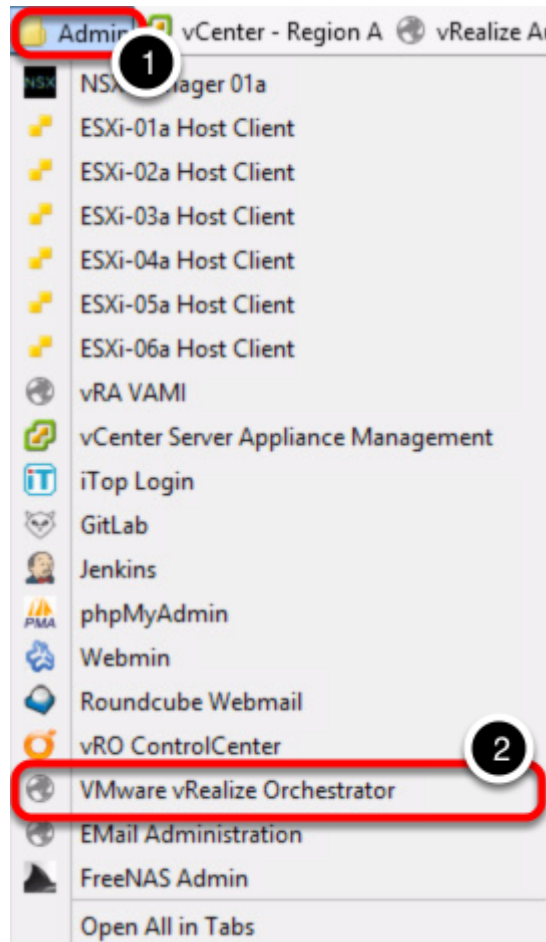 Admin vCenter - Region A vRealize Au
1
NSX ager 01a
ESXi-01a Host Client
ESXi-02a Host Client
ESXi-03a Host Client
ESXi-04a Host Client
ESXi-05a Host Client
ESXi-06a Host Client
vRA VAMI
vCenter Server Appliance Management
iT iTop Login
GitLab
Jenkins
PMA phpMyAdmin
Webmin
Roundcube Webmail
vRO ControlCenter
2
VMware vRealize Orchestrator
EMail Administration
FreeNAS Admin
Open All in Tabs